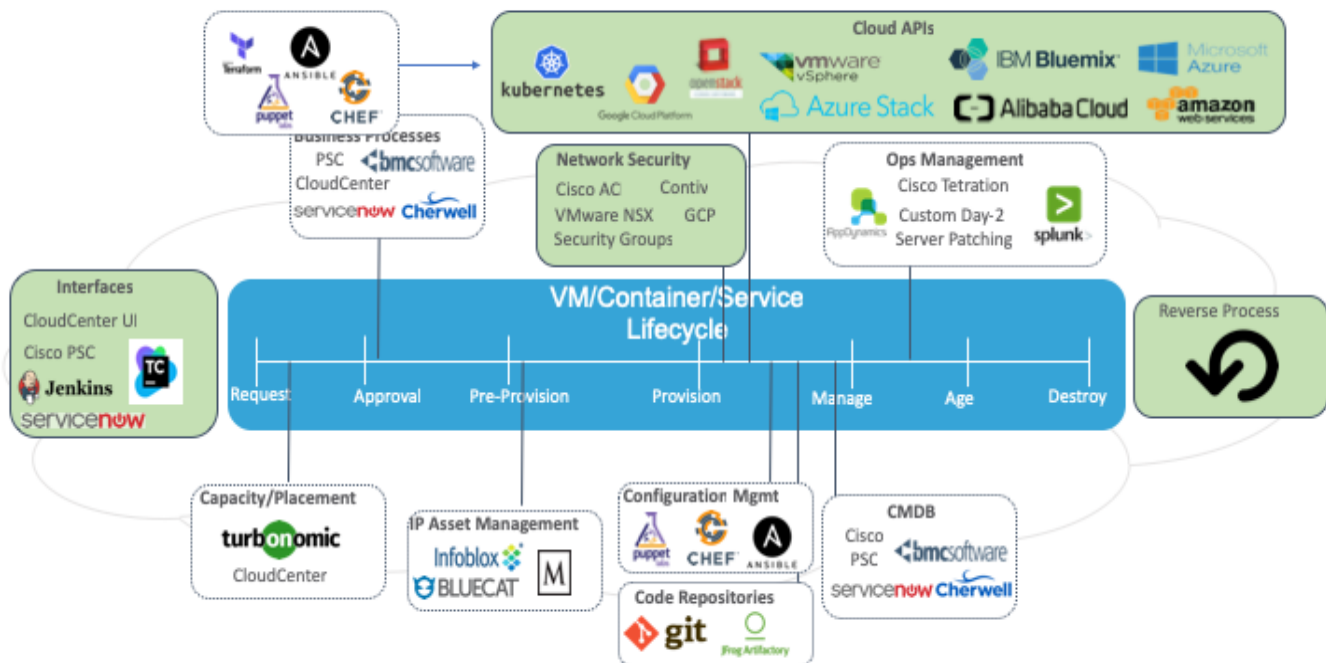 Terraform
ANSIBLE
puppet labs
CHEF
Cloud APIs
kubernetes
Google Cloud Platform
openstack
vmware
vSphere
IBM Bluemix
Microsoft
Azure
Azure Stack
Alibaba Cloud
amazon
web services
Business Processes
PSC
bmcsoftware
CloudCenter
servicenow
Cherwell
Network Security
Cisco AC
Contiv
VMware NSX
GCP
Security Groups
Ops Management
Cisco Tetration
AppDynamics
Custom Day-2
Server Patching
splunk>
Interfaces
CloudCenter UI
Cisco PSC
TC
Jenkins
servicenow
VM/Container/Service
Lifecycle
Request
Approval
Pre-Provision
Provision
Manage
Age
Destroy
Reverse Process
Capacity/Placement
turbonomic
CloudCenter
IP Asset Management
Infoblox
BLUECAT
M
Configuration Mgmt
puppet labs
CHEF
ANSIBLE
Code Repositories
git
JFrog Artifactory
CMDB
Cisco
PSC
bmcsoftware
servicenow
Cherwell